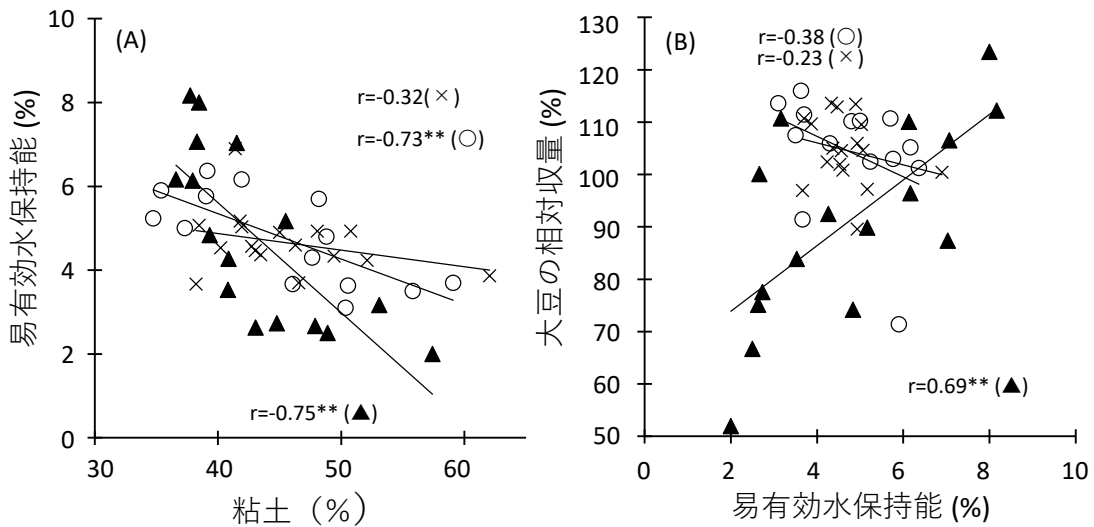 (A)
r=-0.32(×)
r=-0.73** (○)
r=-0.75** (▲)
易有効水保持能 (%)
10
8
6
4
2
0
30
40
50
60
粘土（%）
(B)
r=-0.38 (○)
r=-0.23 (×)
r=0.69** (▲)
大豆の相対収量 (%)
130
120
110
100
90
80
70
60
50
0
2
4
6
8
10
易有効水保持能 (%)